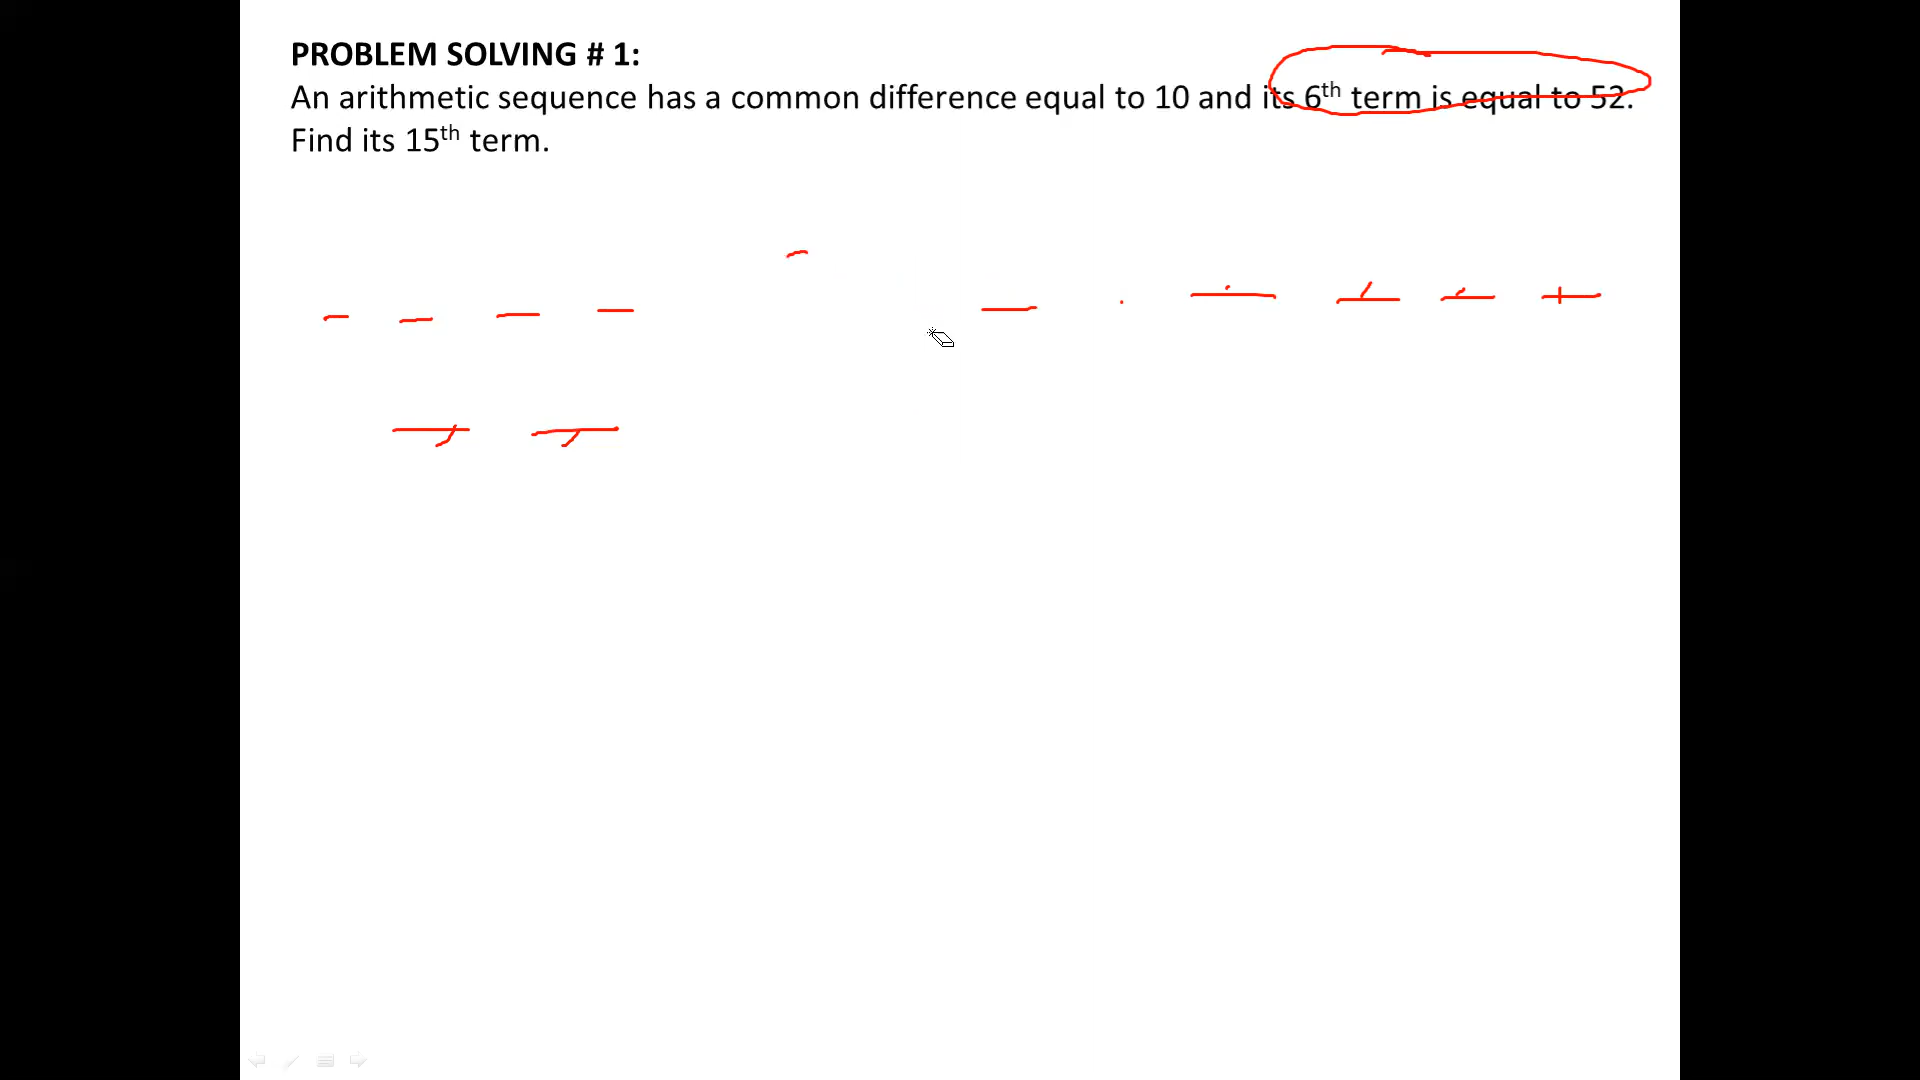 PROBLEM SOLVING # 1:
An arithmetic sequence has a common difference equal to 10 and its 6th term is equal to 52.
Find its 15th term.